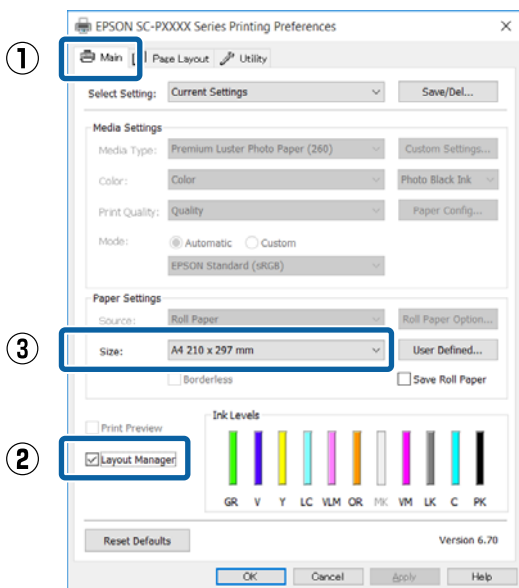 EPSON SC-PXXXX Series Printing Preferences
1
Main Page Layout Utility
Select Setting: Current Settings Save/Del...
Media Settings
Media Type: Premium Luster Photo Paper (260) Custom Settings...
Color: Color Photo Black Ink
Print Quality: Quality Paper Config...
Mode: Automatic Custom
EPSON Standard (sRGB)
Paper Settings
Source: Roll Paper Roll Paper Option...
3
Size: A4 210 x 297 mm User Defined...
Borderless Save Roll Paper
Print Preview
Ink Levels
2
Layout Manager
GR V Y LC VLM OR MK VM LK C PK
Reset Defaults Version 6.70
OK Cancel Apply Help